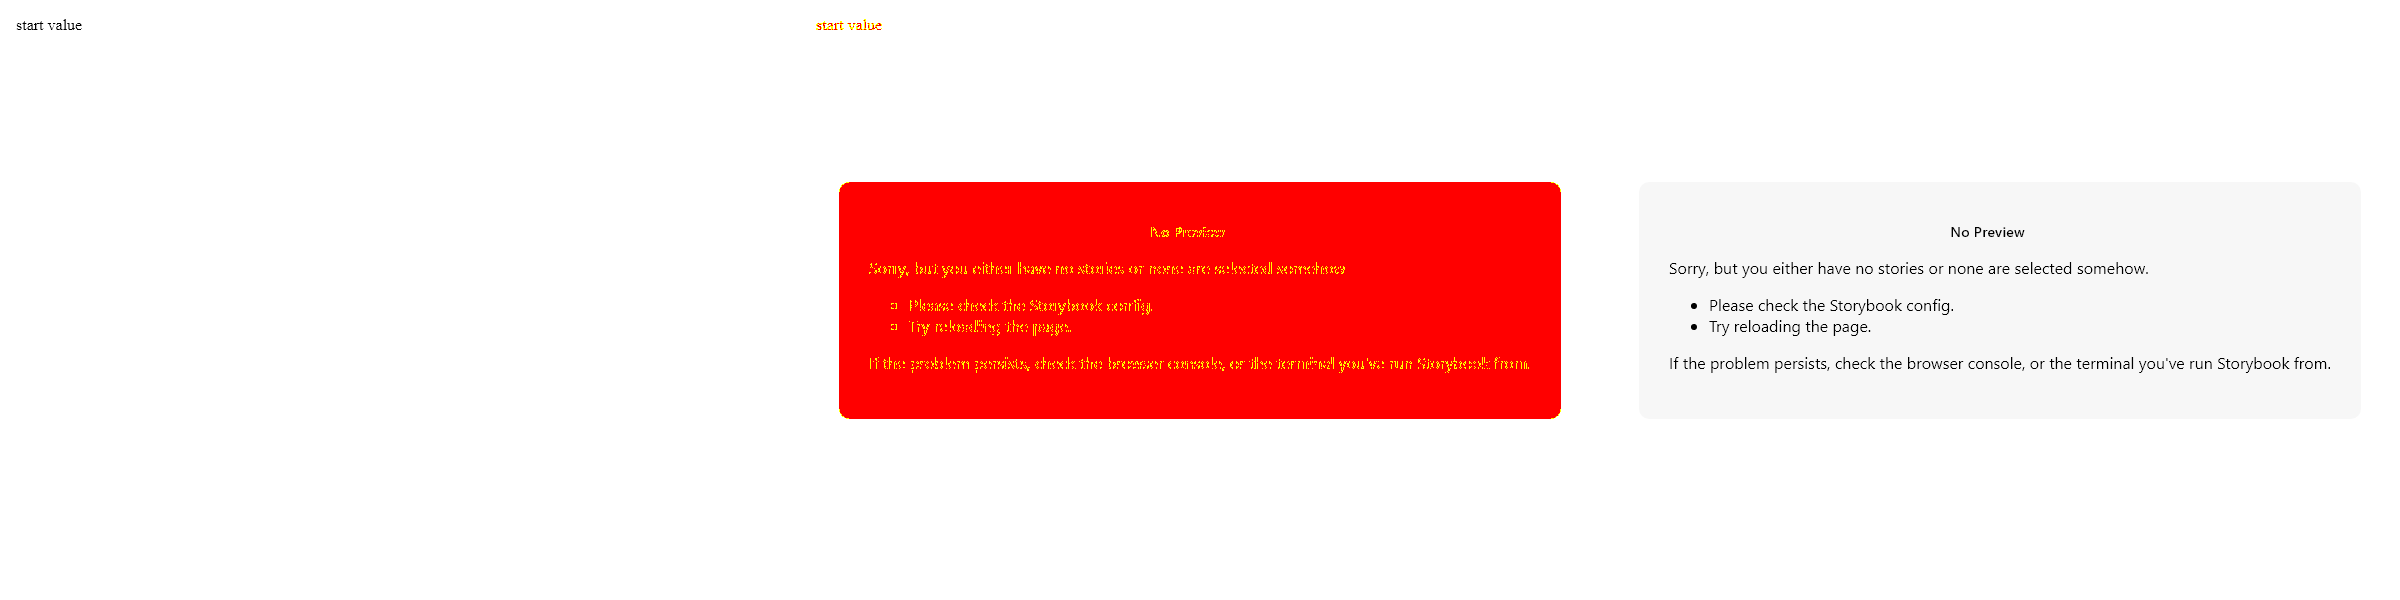 start value
start value
No Preview
Sorry, but you either have no stories or none are selected somehow
Please check the Storybook config.
Try reloading the page.
If the problem persists, check the browser console, or the terminal you've run Storybook from.
No Preview
Sorry, but you either have no stories or none are selected somehow.
Please check the Storybook config.
Try reloading the page.
If the problem persists, check the browser console, or the terminal you've run Storybook from.